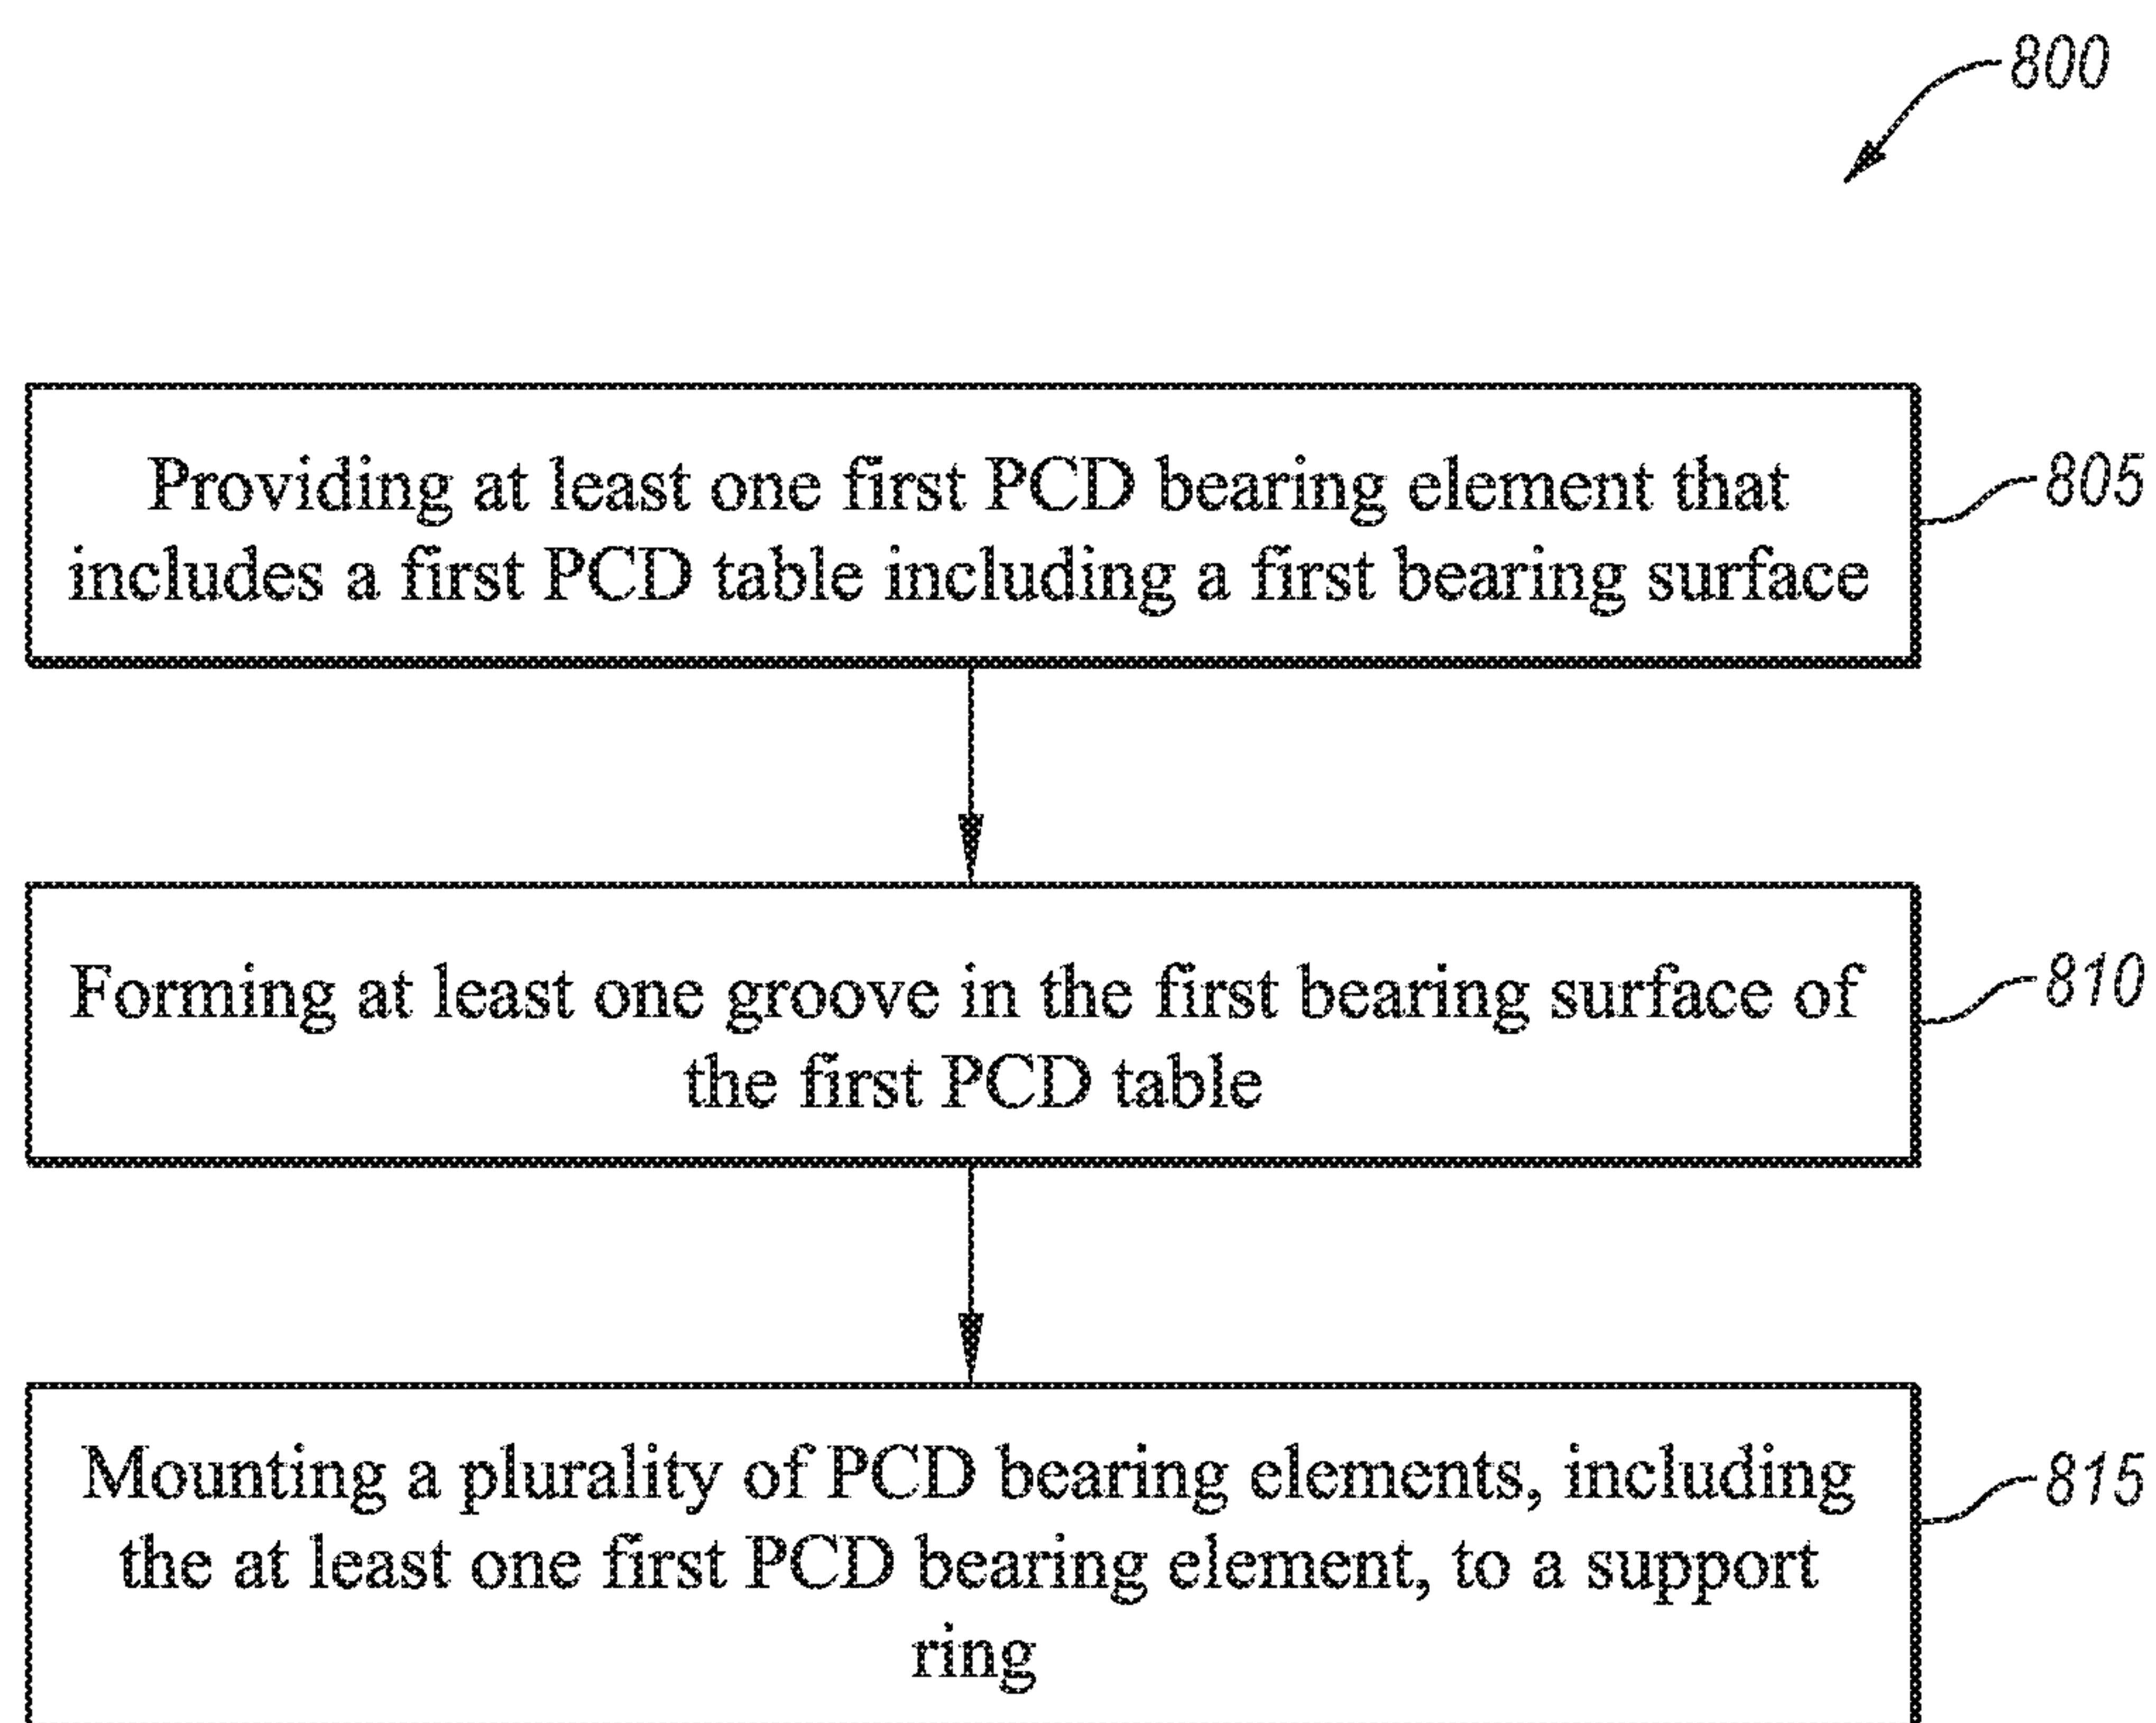 800
Providing at least one first PCD bearing element that
includes a first PCD table including a first bearing surface
805
Forming at least one groove in the first bearing surface of
the first PCD table
810
Mounting a plurality of PCD bearing elements, including
the at least one first PCD bearing element, to a support
ring
815